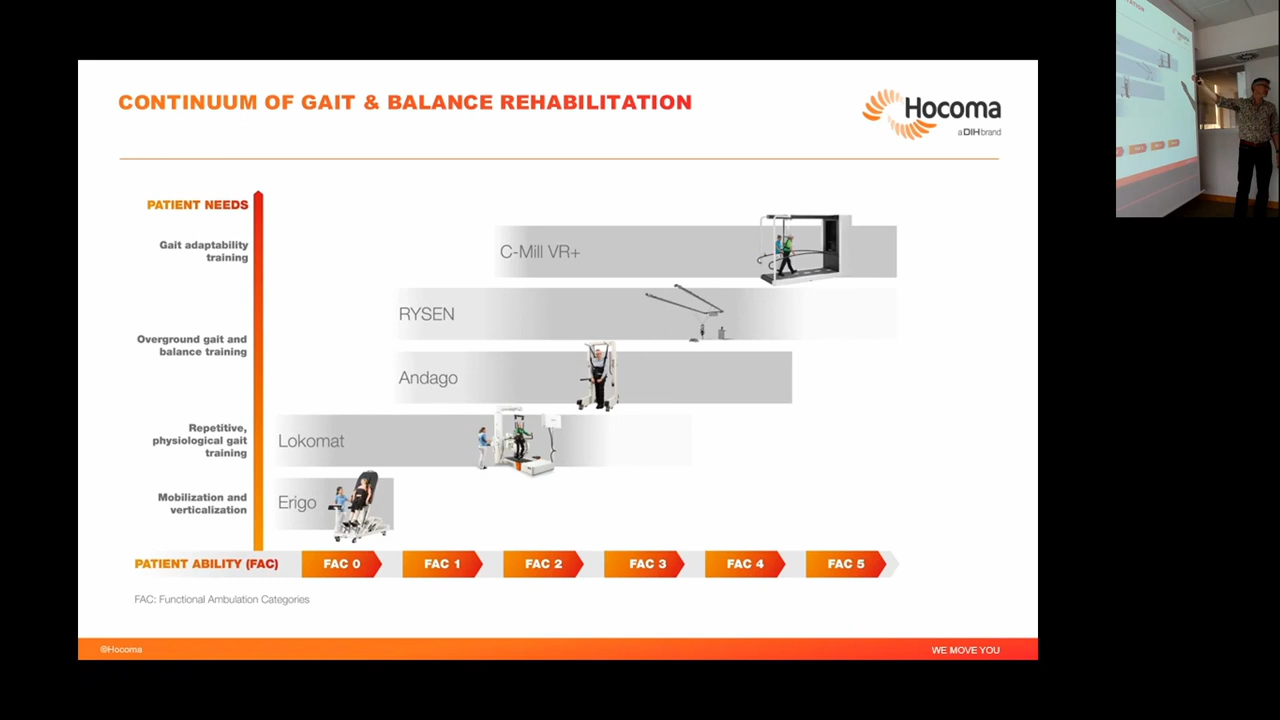 CONTINUUM OF GAIT & BALANCE REHABILITATION
Hocoma
a DIH brand
PATIENT NEEDS
Gait adaptability
training
C-Mill VR+
RYSEN
Overground gait and
balance training
Andago
Repetitive,
physiological gait
training
Lokomat
Mobilization and
verticalization
Erigo
PATIENT ABILITY (FAC)
FAC 0
FAC 1
FAC 2
FAC 3
FAC 4
FAC 5
FAC: Functional Ambulation Categories
©Hocoma
WE MOVE YOU